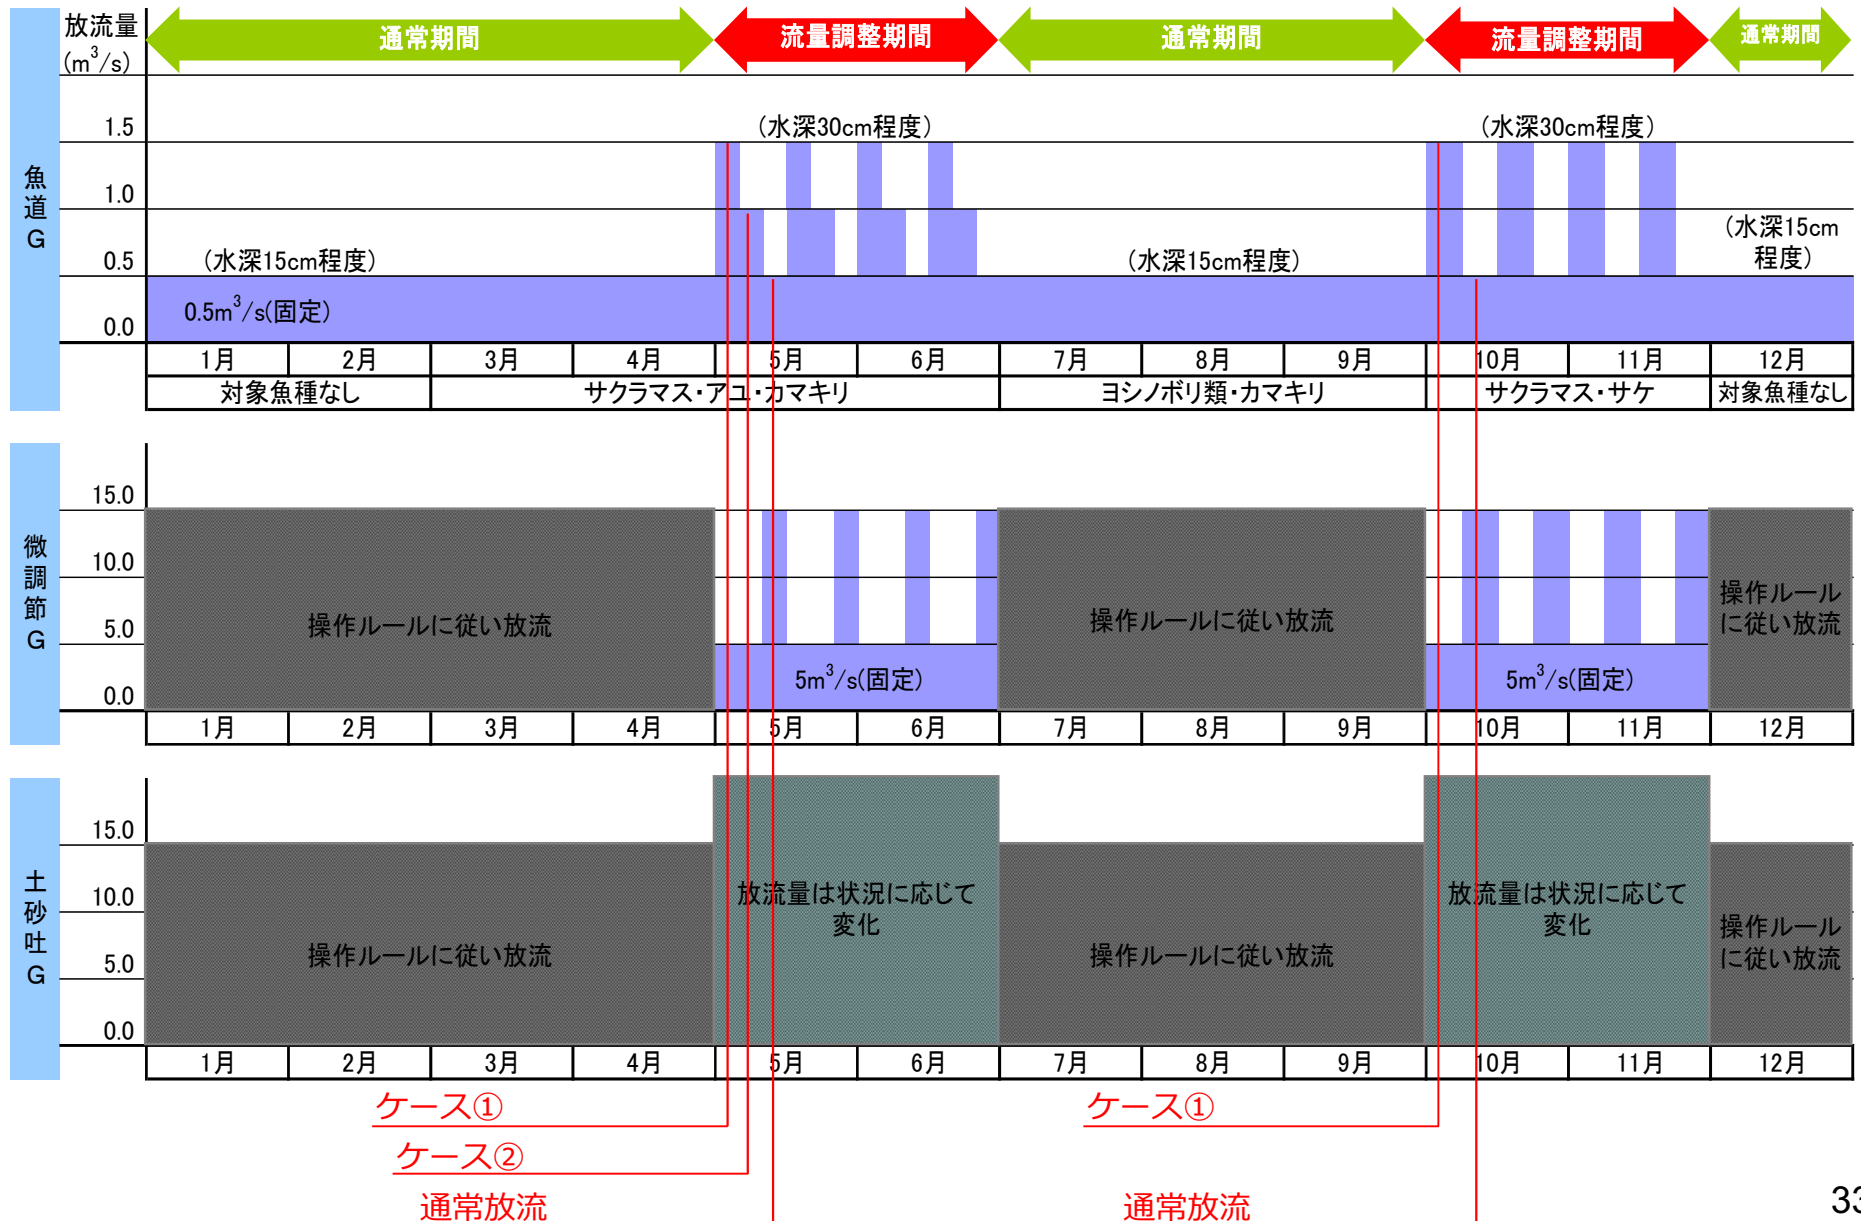 放流量
(m³/s)
通常期間
流量調整期間
通常期間
流量調整期間
通常期間
魚道G
1.5
1.0
0.5
0.0
(水深30cm程度)
(水深30cm程度)
(水深15cm程度)
(水深15cm程度)
(水深15cm
程度)
0.5m³/s(固定)
1月 2月 3月 4月 5月 6月 7月 8月 9月 10月 11月 12月
対象魚種なし サクラマス・アユ・カマキリ ヨシノボリ類・カマキリ サクラマス・サケ 対象魚種なし
微調節G
15.0
10.0
5.0
0.0
操作ルールに従い放流
5m³/s(固定)
操作ルールに従い放流
5m³/s(固定)
操作ルール
に従い放流
1月 2月 3月 4月 5月 6月 7月 8月 9月 10月 11月 12月
土砂吐G
15.0
10.0
5.0
0.0
操作ルールに従い放流
放流量は状況に応じて
変化
操作ルールに従い放流
放流量は状況に応じて
変化
操作ルール
に従い放流
1月 2月 3月 4月 5月 6月 7月 8月 9月 10月 11月 12月
ケース①
ケース①
ケース②
通常放流
通常放流
33